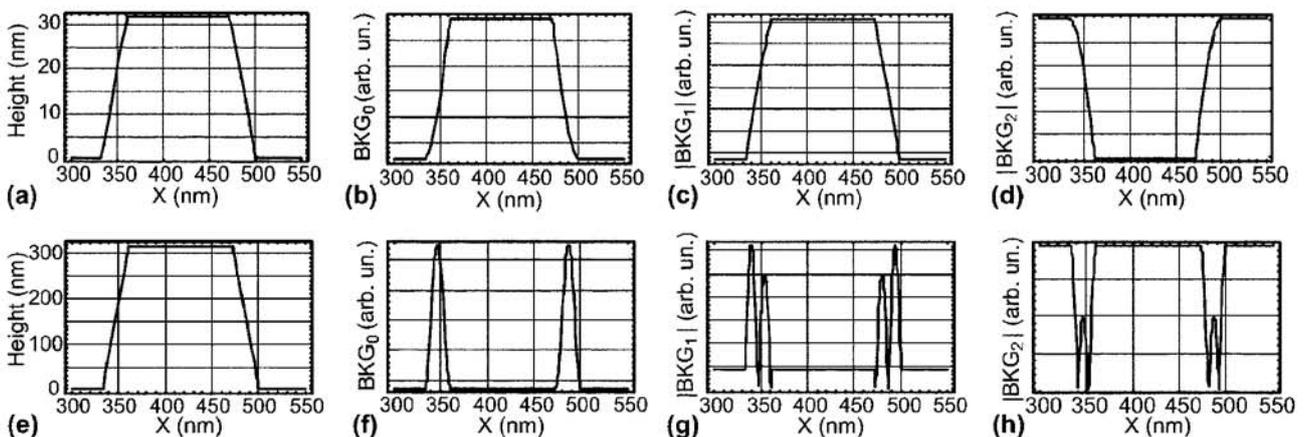 Height (nm)
30
20
10
0
300 350 400 450 500 550
X (nm)
(a)
BKG₀ (arb. un.)
300 350 400 450 500 550
X (nm)
(b)
|BKG₁| (arb. un.)
300 350 400 450 500 550
X (nm)
(c)
|BKG₂| (arb. un.)
300 350 400 450 500 550
X (nm)
(d)
Height (nm)
300
200
100
0
300 350 400 450 500 550
X (nm)
(e)
BKG₀ (arb. un.)
300 350 400 450 500 550
X (nm)
(f)
|BKG₁| (arb. un.)
300 350 400 450 500 550
X (nm)
(g)
|BKG₂| (arb. un.)
300 350 400 450 500 550
X (nm)
(h)